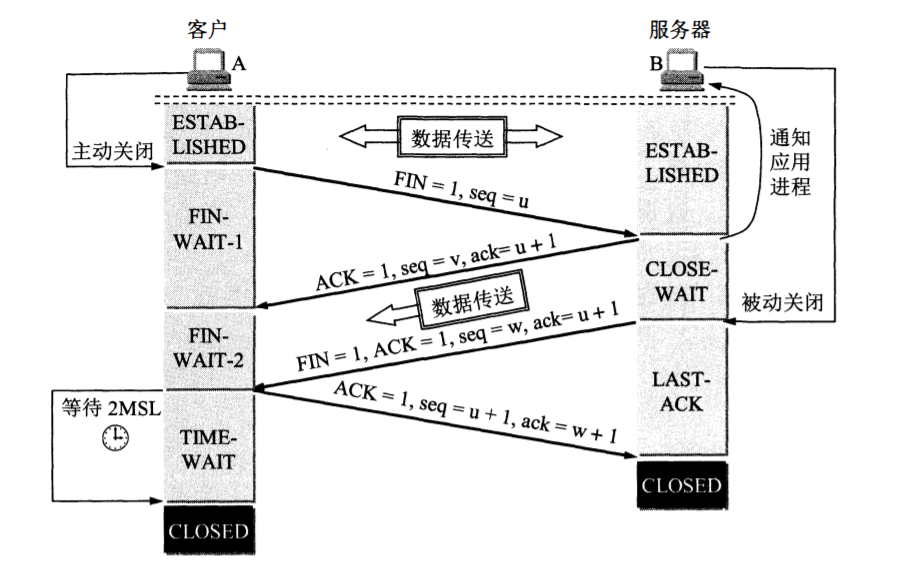 客户
服务器
A
B
ESTAB-
LISHED
数据传送
主动关闭
ESTAB-
LISHED
通知
应用
进程
FIN = 1, seq = u
FIN-
WAIT-1
ACK = 1, seq = v, ack= u + 1
CLOSE-
WAIT
数据传送
被动关闭
FIN-
WAIT-2
FIN = 1, ACK = 1, seq = w, ack= u + 1
LAST-
ACK
ACK = 1, seq = u + 1, ack = w + 1
等待 2MSL
TIME-
WAIT
CLOSED
CLOSED